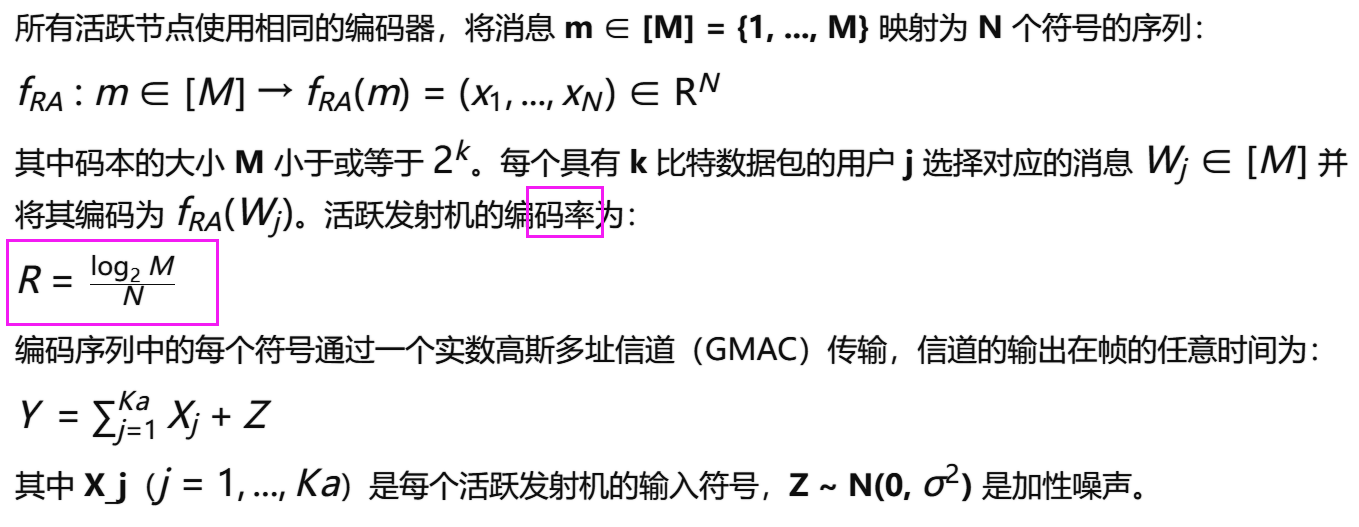 所有活跃节点使用相同的编码器，将消息 m ∈ [M] = {1, ..., M} 映射为 N 个符号的序列：
f_{RA} : m ∈ [M] → f_{RA}(m) = (x_1, ..., x_N) ∈ R^N
其中码本的大小 M 小于或等于 2^k。每个具有 k 比特数据包的用户 j 选择对应的消息 W_j ∈ [M] 并
将其编码为 f_{RA}(W_j)。活跃发射机的编码率为：
R = \frac{\log_2 M}{N}
编码序列中的每个符号通过一个实数高斯多址信道（GMAC）传输，信道的输出在帧的任意时间为：
Y = ∑_{j=1}^{Ka} X_j + Z
其中 X_j（j = 1, ..., Ka）是每个活跃发射机的输入符号，Z ~ N(0, σ^2) 是加性噪声。